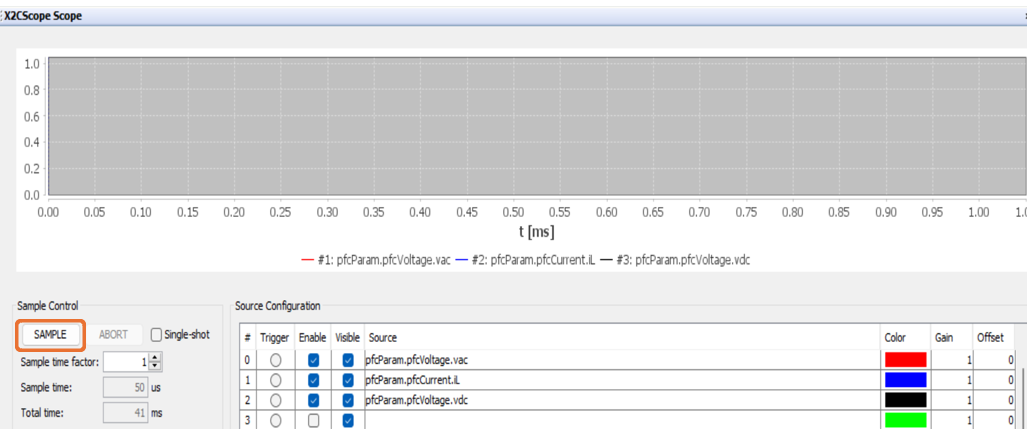 X2CScope Scope
1.0
0.8
0.6
0.4
0.2
0.0
0.00 0.05 0.10 0.15 0.20 0.25 0.30 0.35 0.40 0.45 0.50 0.55 0.60 0.65 0.70 0.75 0.80 0.85 0.90 0.95 1.00
t [ms]
#1: pfcParam.pfcVoltage.vac #2: pfcParam.pfcCurrent.iL #3: pfcParam.pfcVoltage.vdc
Sample Control Source Configuration
SAMPLE ABORT Single-shot
# Trigger Enable Visible Source Color Gain Offset
Sample time factor: 1
0 pfcParam.pfcVoltage.vac 1 0
Sample time: 50 us
1 pfcParam.pfcCurrent.iL 1 0
2 pfcParam.pfcVoltage.vdc 1 0
Total time: 41 ms
3 1 0